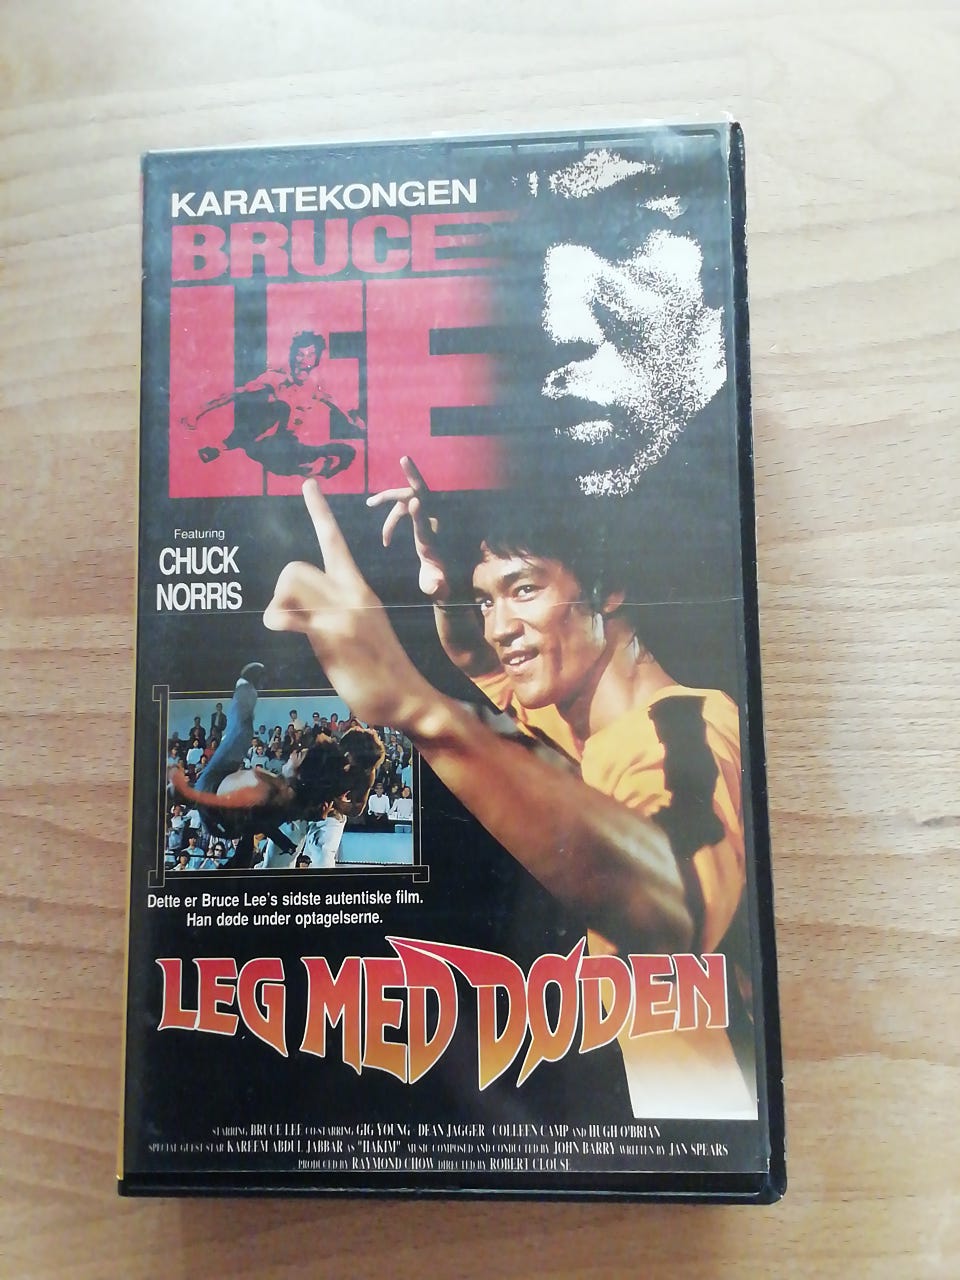 KARATEKONGEN
BRUCE
LEE
Featuring
CHUCK
NORRIS
Dette er Bruce Lee's sidste autentiske film.
Han døde under optagelserne.
LEG MED DØDEN
STARRING BRUCE LEE CO-STARRING GIG YOUNG - DEAN JAGGER - COLLEEN CAMP AND HUGH O'BRIAN
SPECIAL GUEST STAR KAREEM ABDUL JABBAR AS "HAKIM" MUSIC COMPOSED AND CONDUCTED BY JOHN BARRY WRITTEN BY JAN SPEARS
PRODUCED BY RAYMOND CHOW DIRECTED BY ROBERT CLOUSE